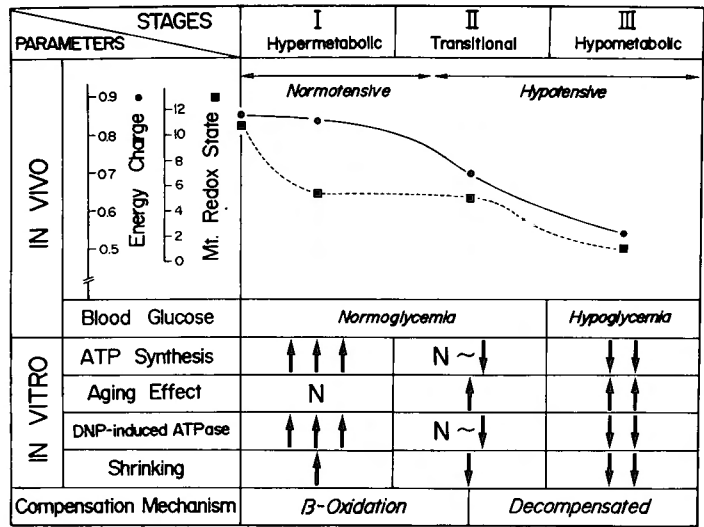 STAGES
PARAMETERS
I
Hypermetabolic
II
Transitional
III
Hypometabolic
IN VIVO
Energy Charge
0.9
0.8
0.7
0.6
0.5
Mt. Redox State
12
10
8
6
4
2
0
Normotensive
Hypotensive
Blood Glucose
Normoglycemia
Hypoglycemia
IN VITRO
ATP Synthesis
↑ ↑ ↑
N ~ ↓
↓ ↓
Aging Effect
N
↑
↑ ↑
DNP-induced ATPase
↑ ↑ ↑
N ~ ↓
↓ ↓
Shrinking
↑
↓
↓ ↓
Compensation Mechanism
β-Oxidation
Decompensated